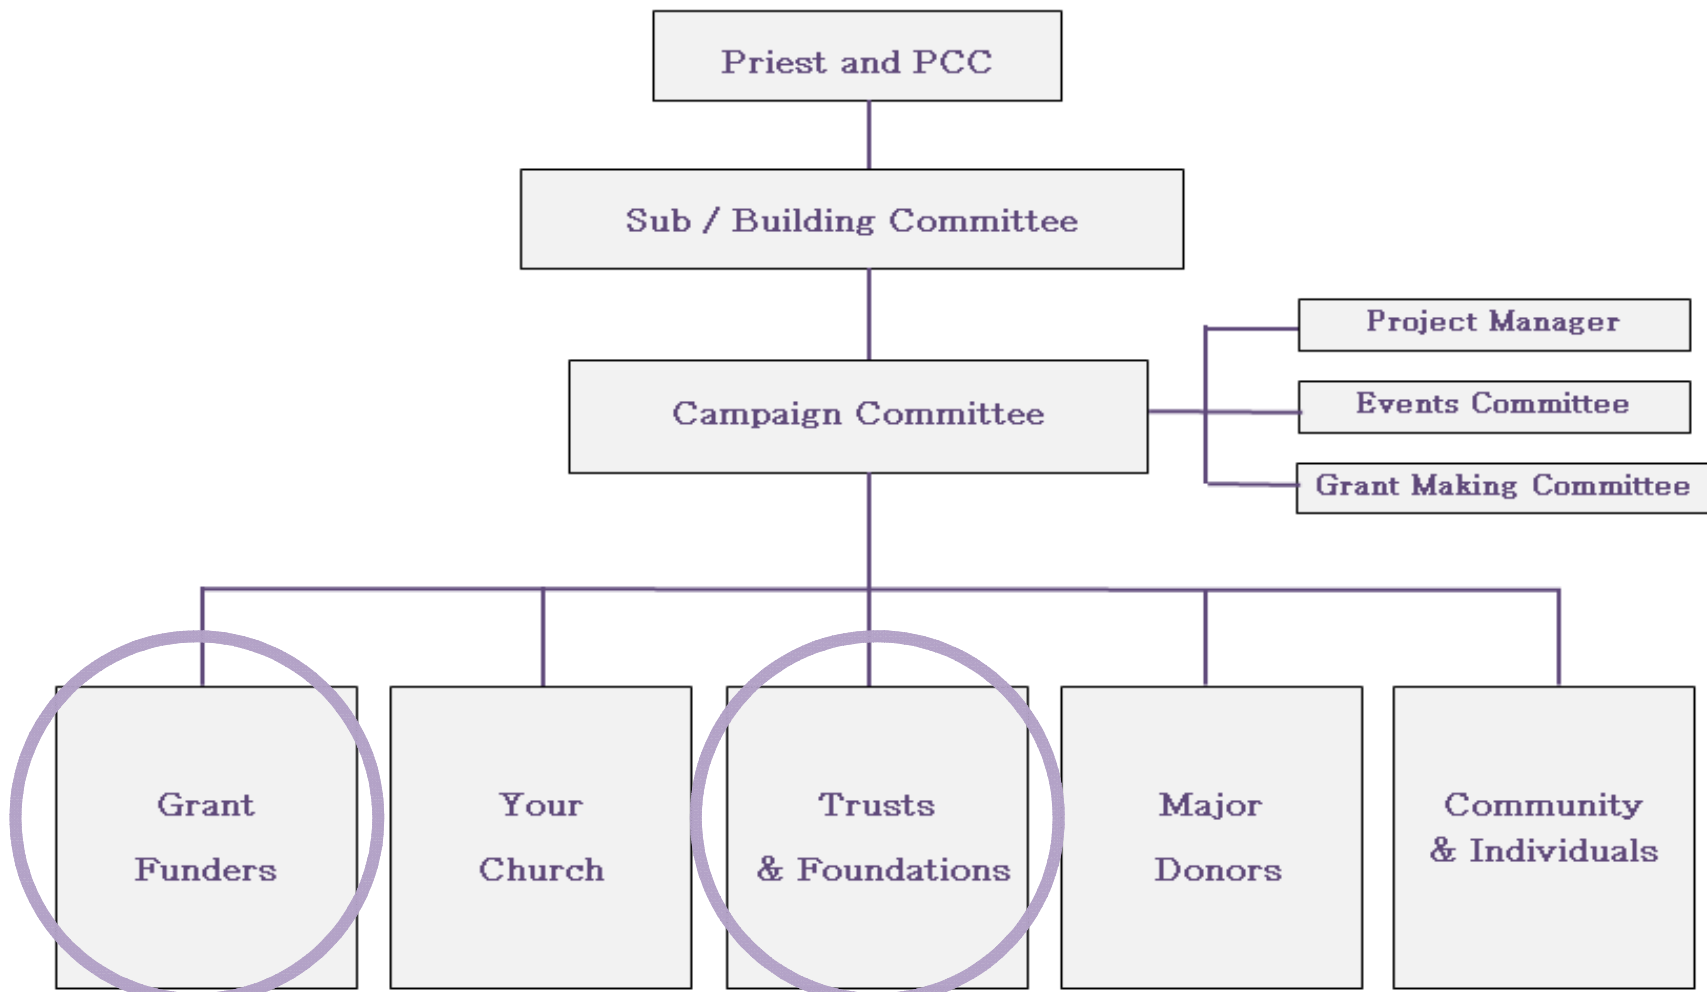 Priest and PCC
Sub / Building Committee
Project Manager
Campaign Committee
Events Committee
Grant Making Committee
Grant
Funders
Your
Church
Trusts
& Foundations
Major
Donors
Community
& Individuals